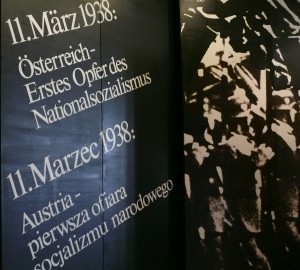 11. März 1938:
Österreich-
Erstes Opfer des
Nationalsozialismus
11. Marzec 1938:
Austria-
pierwsza ofiara
socjalizmu narodowego